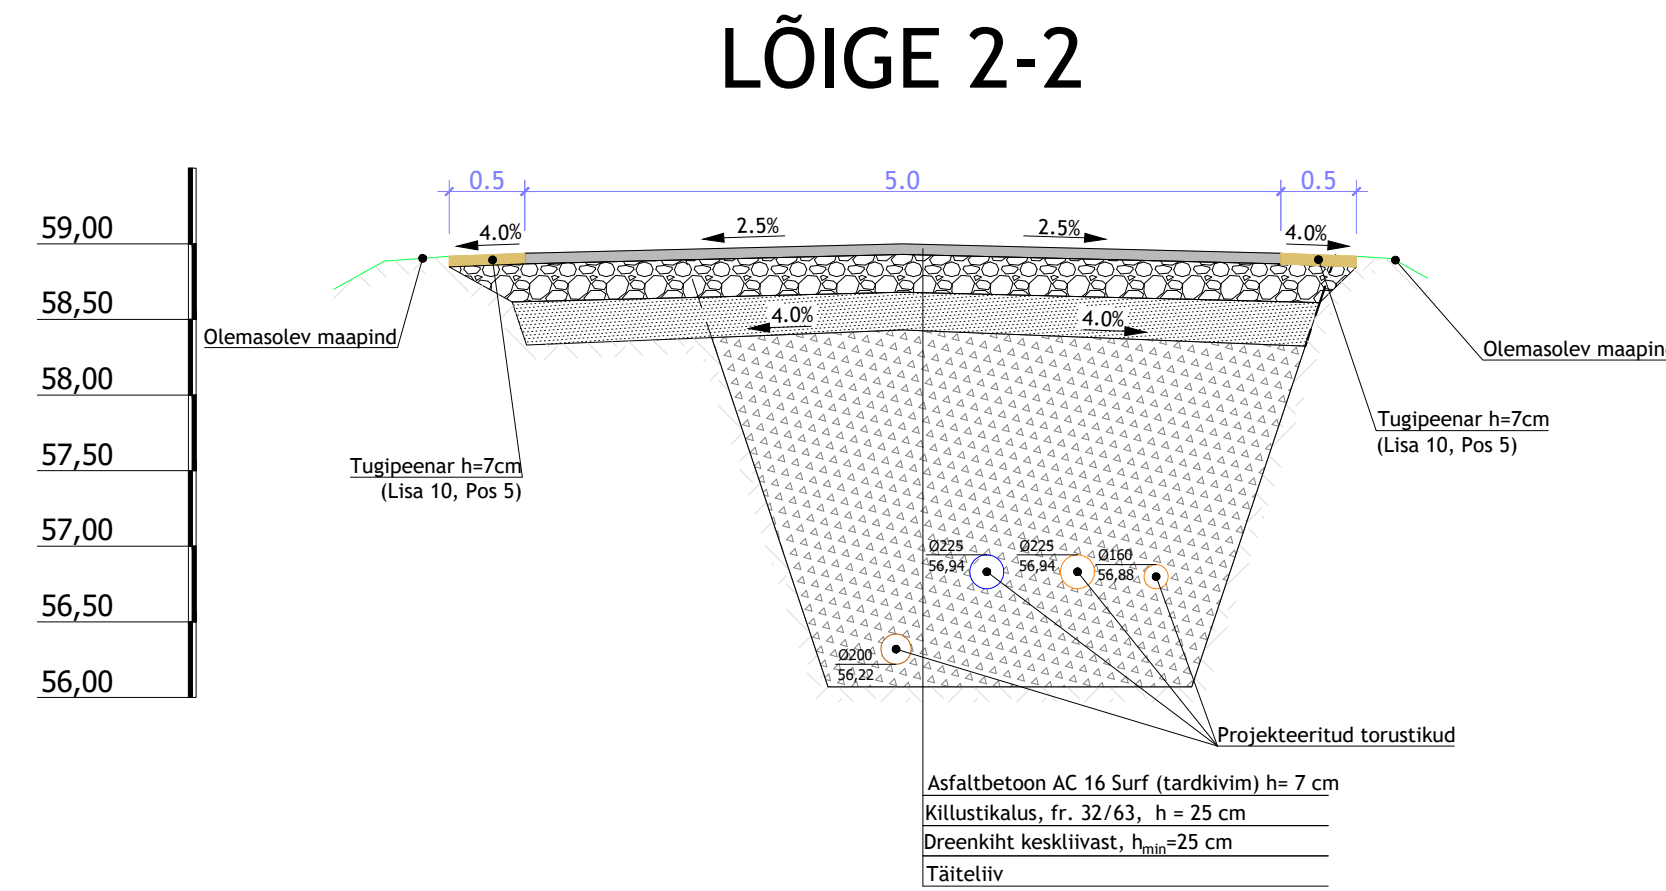 LÕIGE 2-2
0.5
5.0
0.5
4.0%
2.5%
2.5%
4.0%
59,00
58,50
58,00
57,50
57,00
56,50
56,00
4.0%
4.0%
Olemasolev maapind
Olemasolev maapin
Tugipeenar h=7cm
(Lisa 10, Pos 5)
Tugipeenar h=7cm
(Lisa 10, Pos 5)
Ø225
56,94
Ø225
56,94
Ø160
56,88
Ø200
56,22
Projekteeritud torustikud
Asfaltbetoon AC 16 Surf (tardkivim) h= 7 cm
Killustikalus, fr. 32/63, h = 25 cm
Dreenkiht keskliivast, hmin=25 cm
Täiteliiv